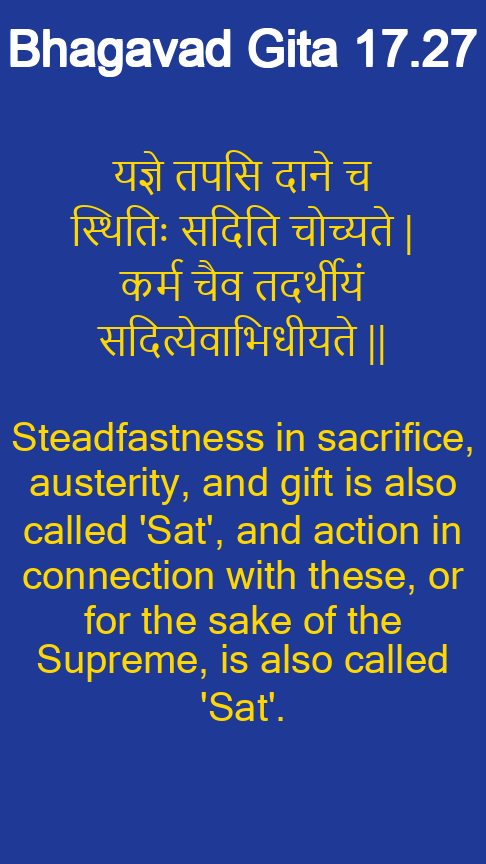 Bhagavad Gita 17.27
यज्ञे तपसि दाने च
स्थितिः सदिति चोच्यते |
कर्म चैव तदर्थीयं
सदित्येवाभिधीयते ||
Steadfastness in sacrifice,
austerity, and gift is also
called 'Sat', and action in
connection with these, or
for the sake of the
Supreme, is also called
'Sat'.